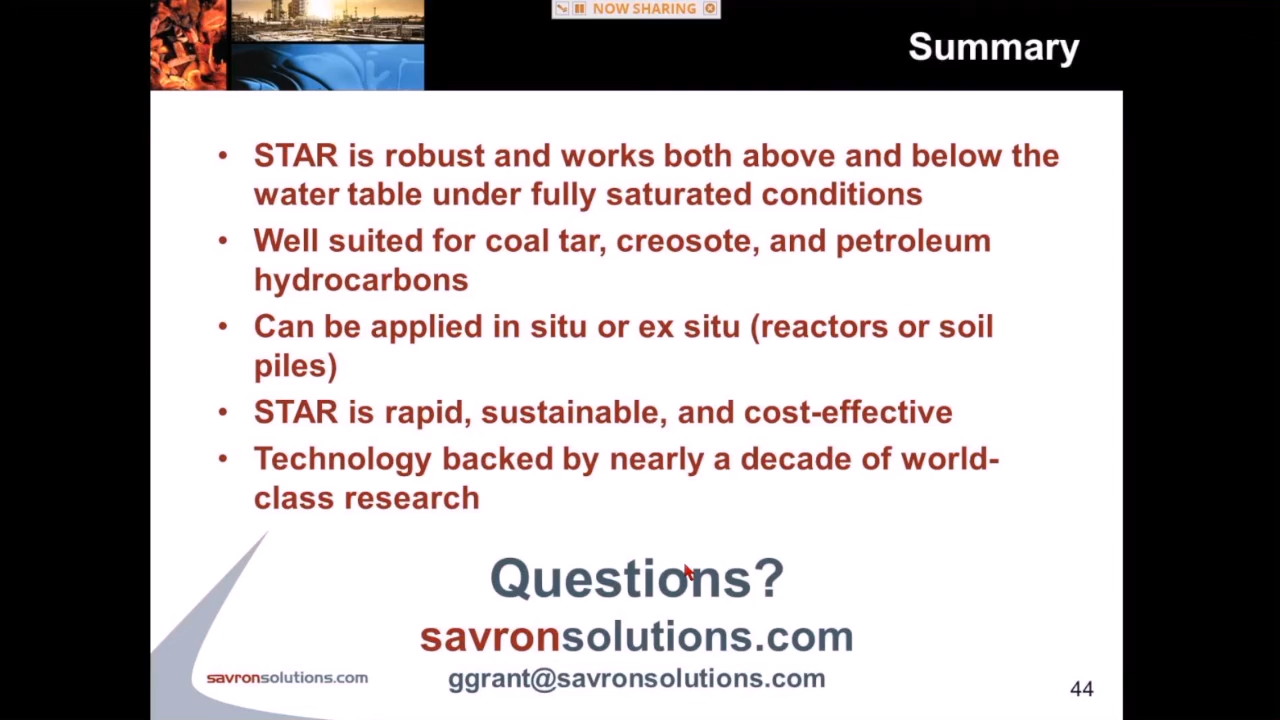 NOW SHARING
Summary
• STAR is robust and works both above and below the
water table under fully saturated conditions
• Well suited for coal tar, creosote, and petroleum
hydrocarbons
• Can be applied in situ or ex situ (reactors or soil
piles)
• STAR is rapid, sustainable, and cost-effective
• Technology backed by nearly a decade of world-
class research
Questions?
savronsolutions.com
ggrant@savronsolutions.com
savronsolutions.com
44